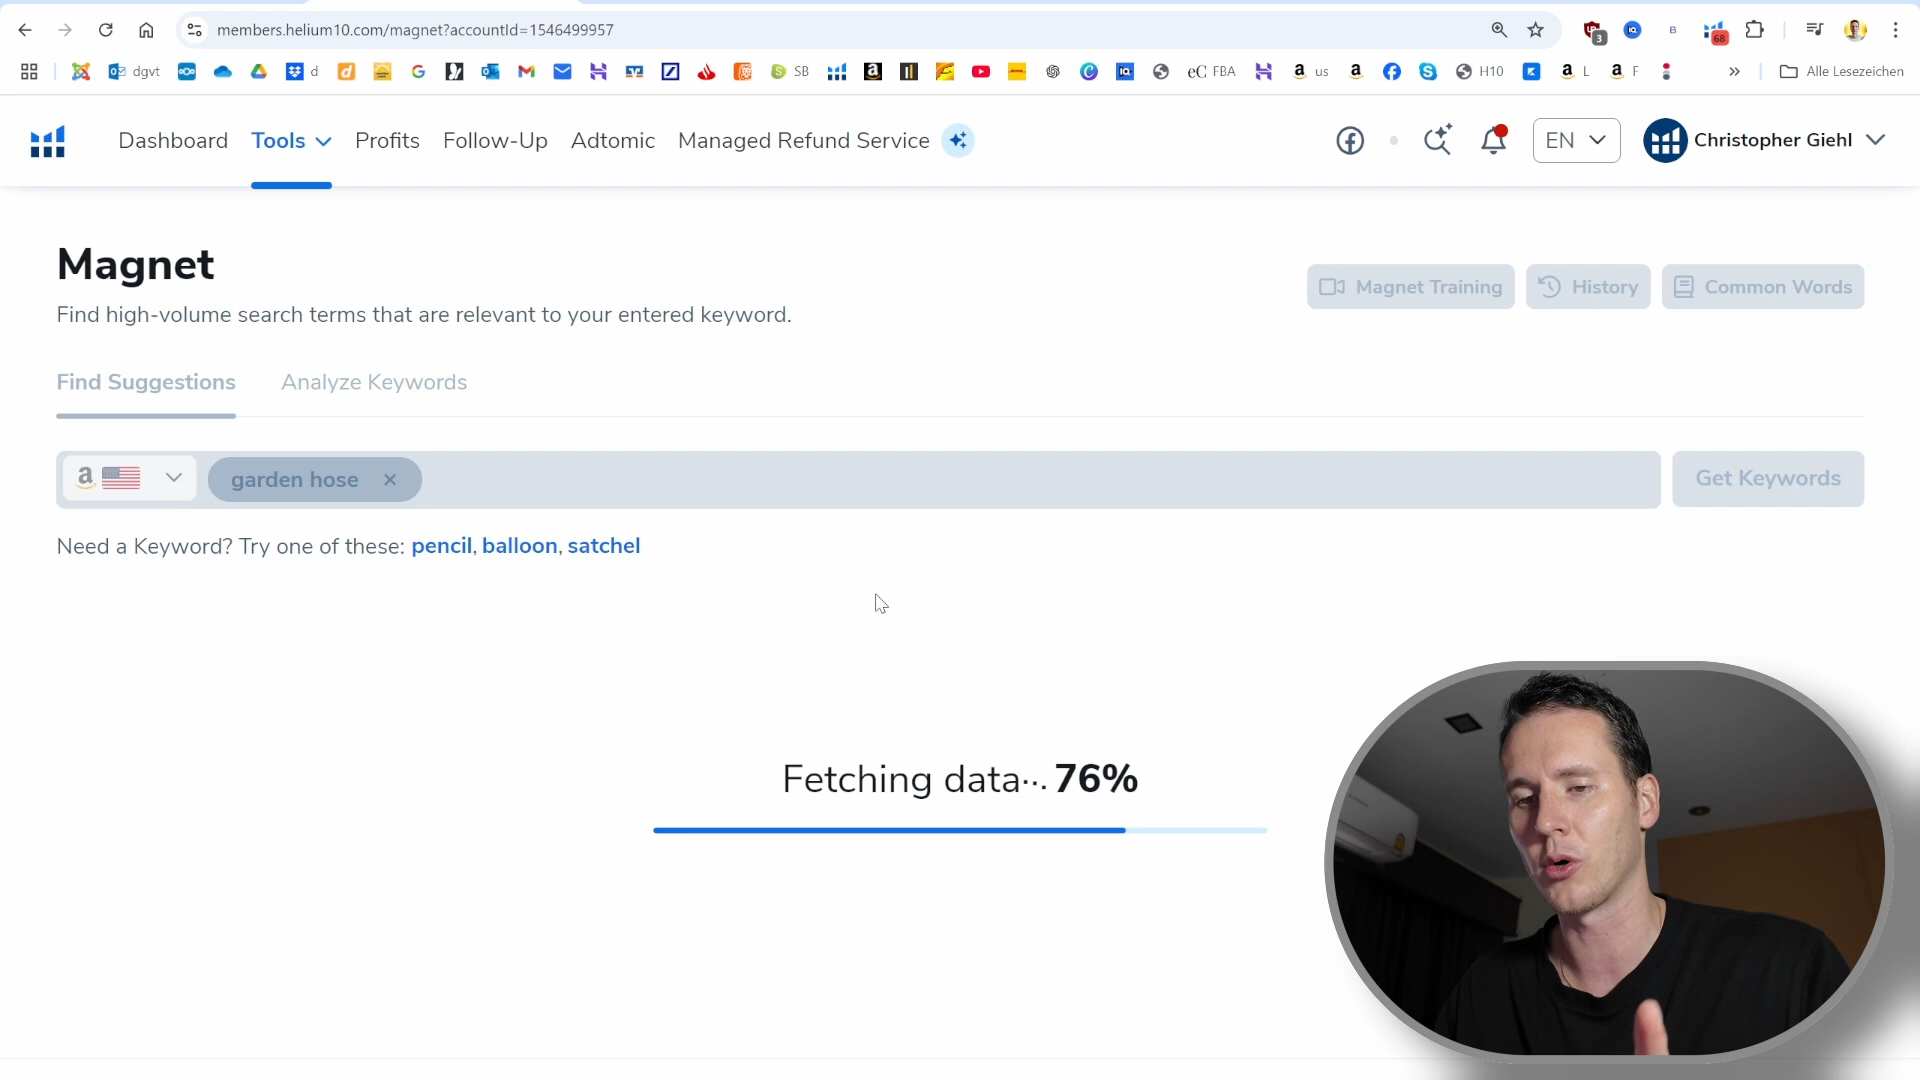 members.helium10.com/magnet?accountId=1546499957
3
68
dgvt
d
SB
eC FBA
us
H10
L
F
Alle Lesezeichen
Dashboard
Tools
Profits
Follow-Up
Adtomic
Managed Refund Service
EN
Christopher Giehl
Magnet
Magnet Training
History
Common Words
Find high-volume search terms that are relevant to your entered keyword.
Find Suggestions
Analyze Keywords
garden hose
Get Keywords
Need a Keyword? Try one of these: pencil, balloon, satchel
Fetching data... 76%